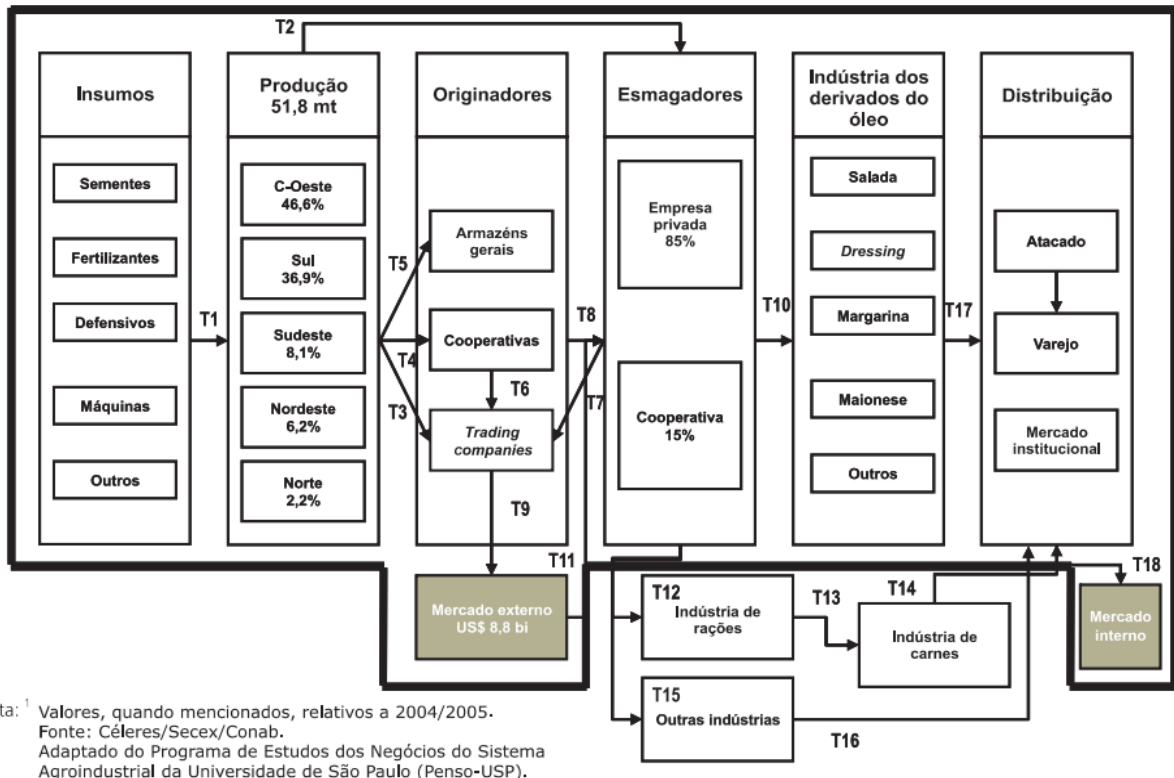 T2
Insumos
Produção
51,8 mt
Originadores
Esmagadores
Indústria dos
derivados do
óleo
Distribuição
Sementes
Fertilizantes
Defensivos
Máquinas
Outros
T1
C-Oeste
46,6%
Sul
36,9%
Sudeste
8,1%
Nordeste
6,2%
Norte
2,2%
T5
T4
T3
Armazéns
gerais
Cooperativas
T6
Trading
companies
T9
T8
T7
Empresa
privada
85%
Cooperativa
15%
T10
Salada
Dressing
Margarina
Maionese
Outros
T17
Atacado
Varejo
Mercado
institucional
T11
Mercado externo
US$ 8,8 bi
T12
Indústria de
rações
T13
T14
Indústria de
carnes
T18
Mercado
interno
T15
Outras indústrias
T16
ta: 1 Valores, quando mencionados, relativos a 2004/2005.
Fonte: Céleres/Secex/Conab.
Adaptado do Programa de Estudos dos Negócios do Sistema
Agroindustrial da Universidade de São Paulo (Penso-USP).